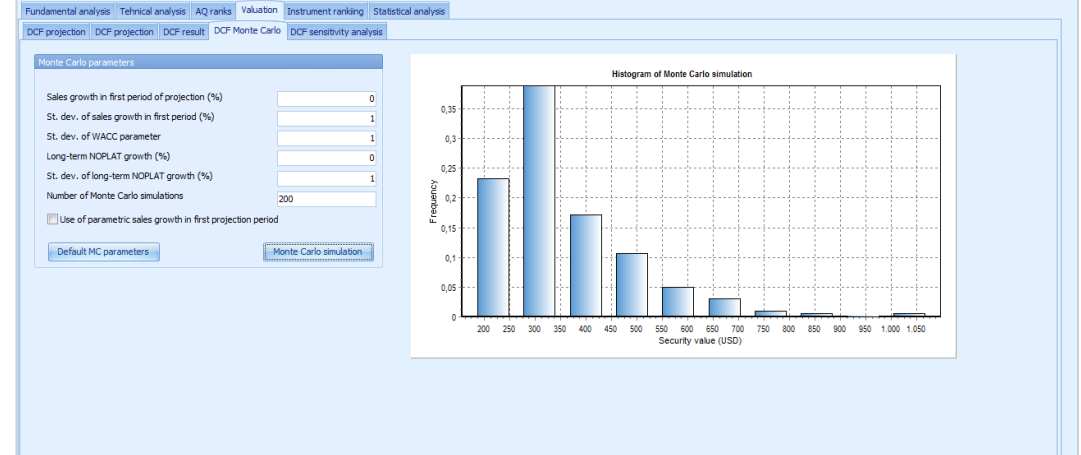 Fundamental analysis Tehnical analysis AQ ranks Valuation Instrument rankiing Statistical analysis
DCF projection DCF projection DCF result DCF Monte Carlo DCF sensitivity analysis
Monte Carlo parameters
Sales growth in first period of projection (%) 0
St. dev. of sales growth in first period (%) 1
St. dev. of WACC parameter 1
Long-term NOPLAT growth (%) 0
St. dev. of long-term NOPLAT growth (%) 1
Number of Monte Carlo simulations 200
Use of parametric sales growth in first projection period
Default MC parameters Monte Carlo simulation
Histogram of Monte Carlo simulation
Frequency
0,35
0,3
0,25
0,2
0,15
0,1
0,05
0
200 250 300 350 400 450 500 550 600 650 700 750 800 850 900 950 1.000 1.050
Security value (USD)